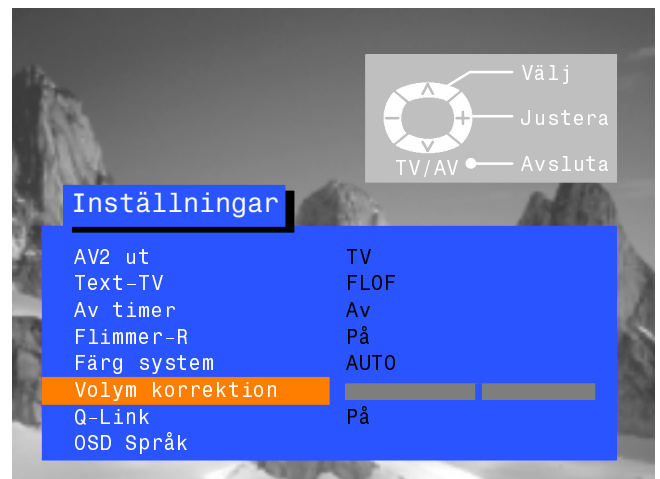 Välj
Justera
TV/AV Avsluta
Inställningar
AV2 ut TV
Text-TV FLOF
Av timer Av
Flimmer-R På
Färg system AUTO
Volym korrektion
Q-Link På
OSD Språk